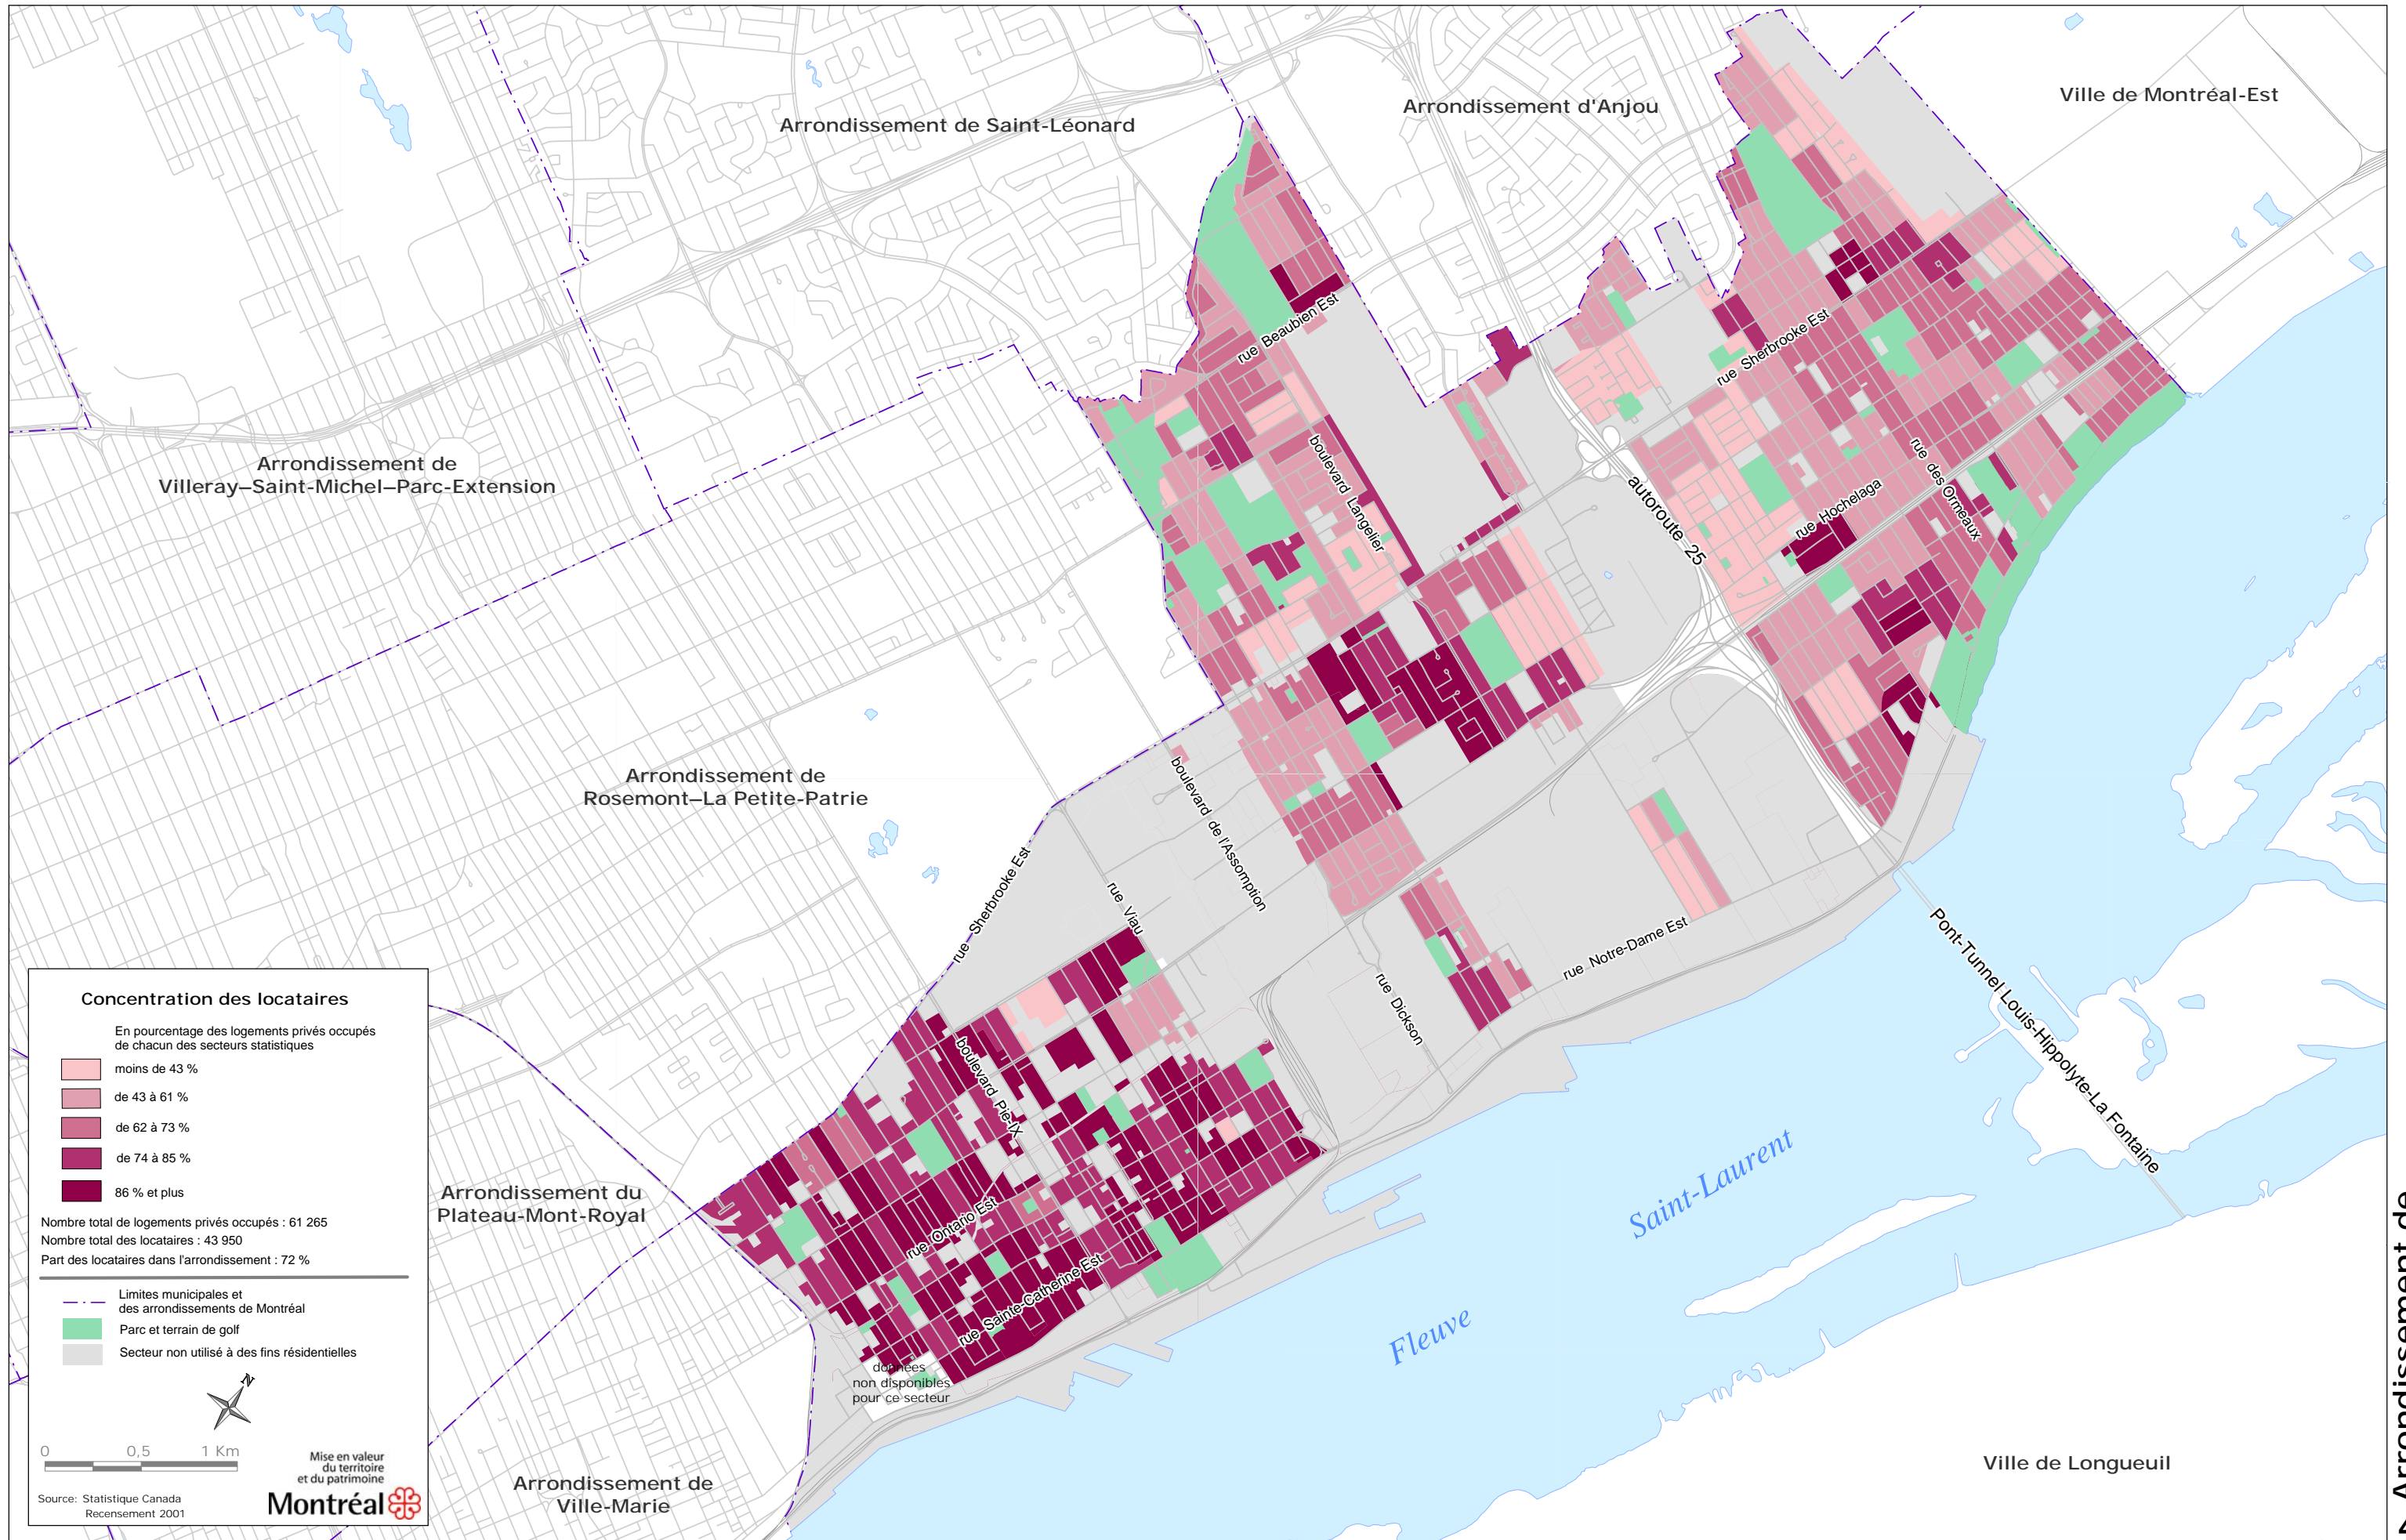 Arrondissement de Saint-Léonard
Arrondissement d'Anjou
Ville de Montréal-Est
Arrondissement de
Villeray–Saint-Michel–Parc-Extension
Arrondissement de
Rosemont–La Petite-Patrie
Arrondissement du
Plateau-Mont-Royal
Arrondissement de
Ville-Marie
Ville de Longueuil
rue Beaubien Est
boulevard Langelier
autoroute 25
rue Sherbrooke Est
rue Hochelaga
rue des Ormeaux
boulevard de l'Assomption
rue Sherbrooke Est
rue Viau
rue Dickson
rue Notre-Dame Est
Pont-Tunnel Louis-Hippolyte-La Fontaine
boulevard Pie-IX
rue Ontario Est
rue Sainte-Catherine Est
données
non disponibles
pour ce secteur
Fleuve
Saint-Laurent
Concentration des locataires
En pourcentage des logements privés occupés
de chacun des secteurs statistiques
moins de 43 %
de 43 à 61 %
de 62 à 73 %
de 74 à 85 %
86 % et plus
Nombre total de logements privés occupés : 61 265
Nombre total des locataires : 43 950
Part des locataires dans l'arrondissement : 72 %
Limites municipales et
des arrondissements de Montréal
Parc et terrain de golf
Secteur non utilisé à des fins résidentielles
N
0 0,5 1 Km
Mise en valeur
du territoire
et du patrimoine
Montréal
Source: Statistique Canada
Recensement 2001
Arrondissement de